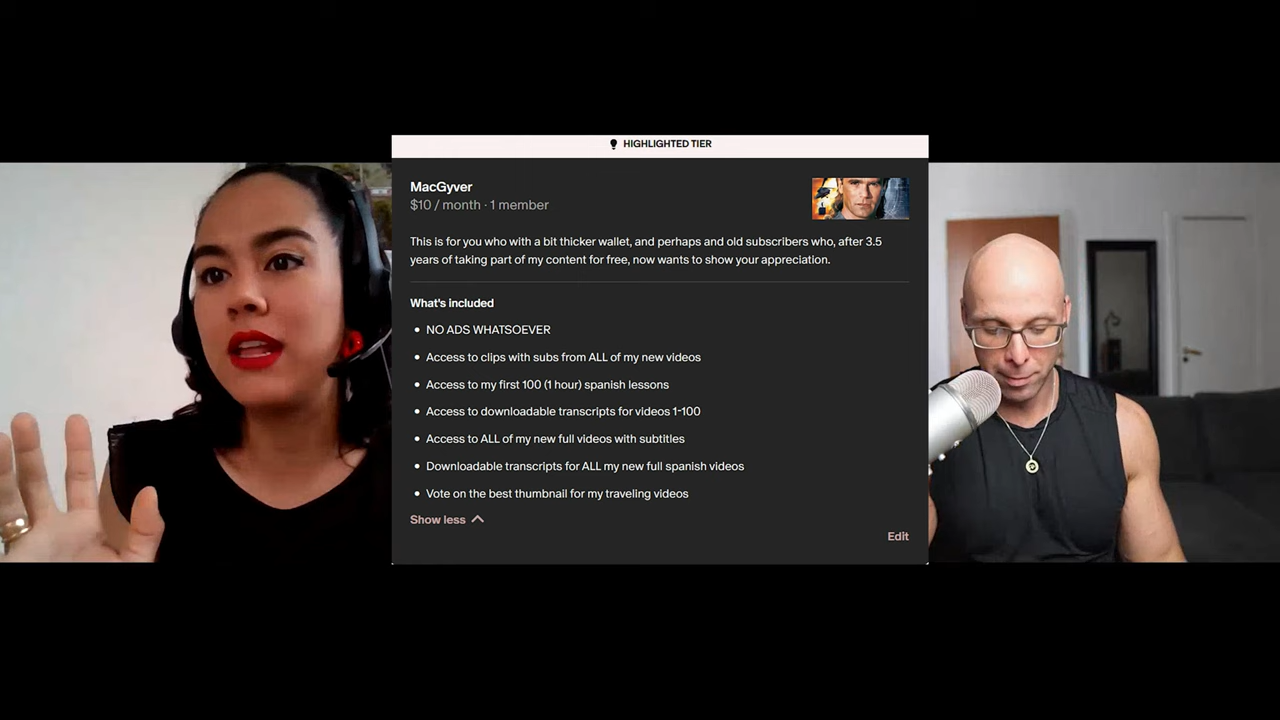 HIGHLIGHTED TIER
MacGyver
$10 / month · 1 member
This is for you who with a bit thicker wallet, and perhaps and old subscribers who, after 3.5
years of taking part of my content for free, now wants to show your appreciation.
What's included
• NO ADS WHATSOEVER
• Access to clips with subs from ALL of my new videos
• Access to my first 100 (1 hour) spanish lessons
• Access to downloadable transcripts for videos 1-100
• Access to ALL of my new full videos with subtitles
• Downloadable transcripts for ALL my new full spanish videos
• Vote on the best thumbnail for my traveling videos
Show less
Edit